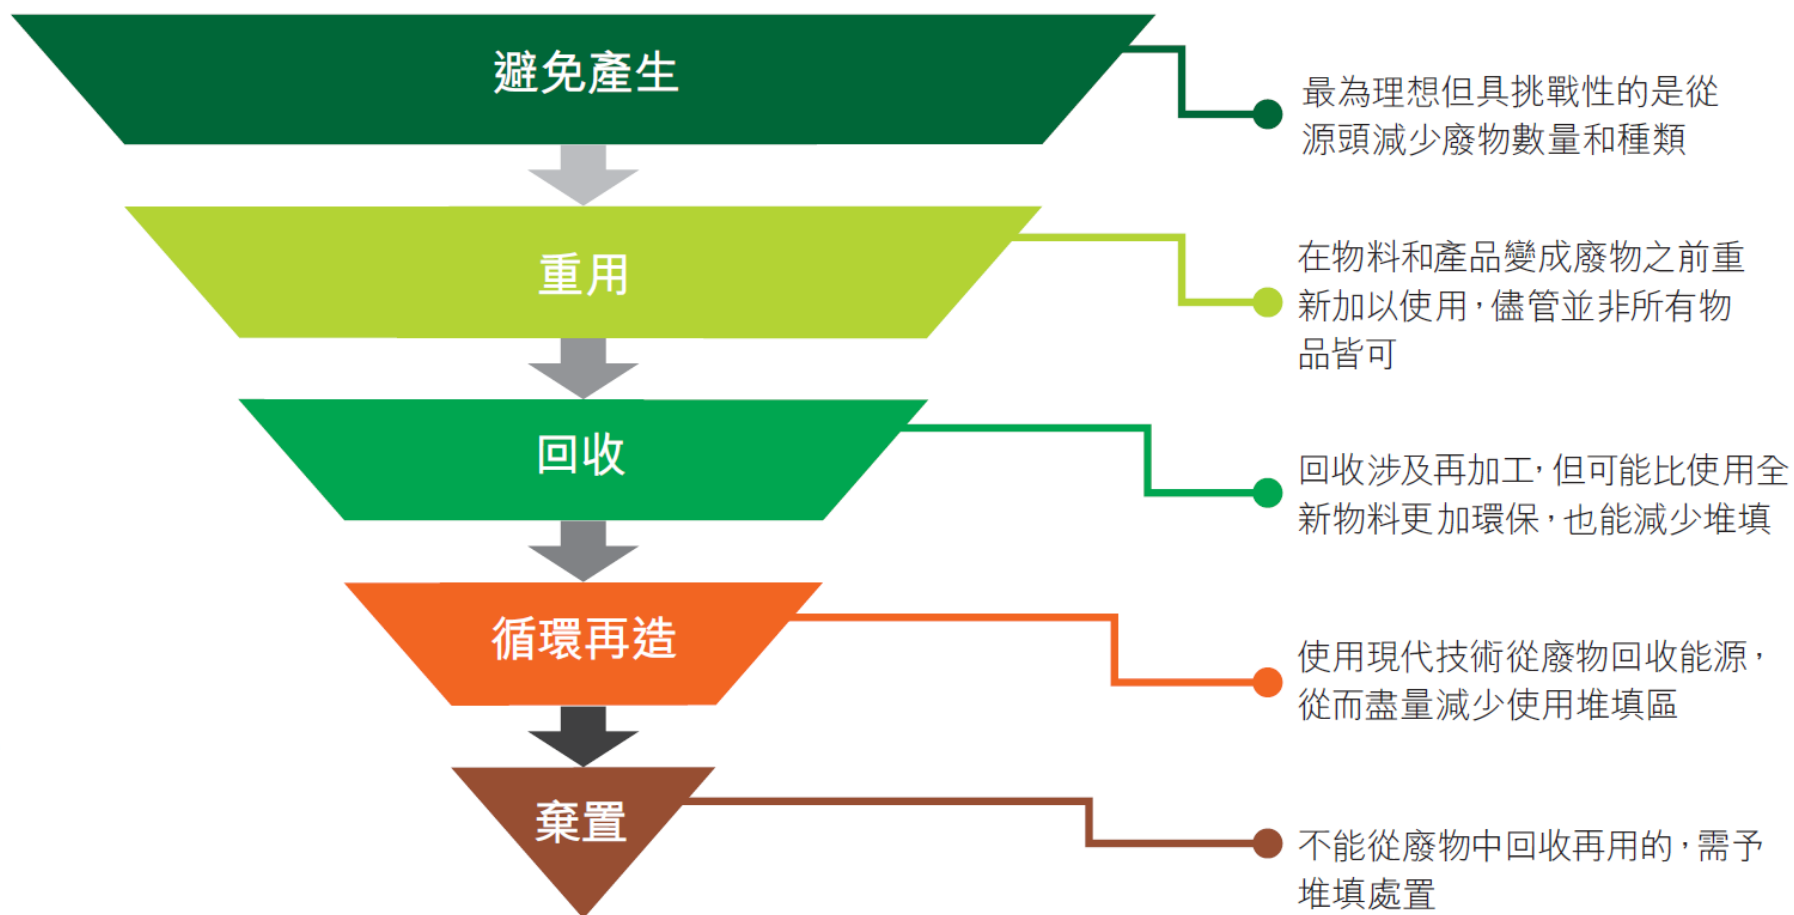 避免產生
最為理想但具挑戰性的是從
源頭減少廢物數量和種類
重用
在物料和產品變成廢物之前重
新加以使用，儘管並非所有物
品皆可
回收
回收涉及再加工，但可能比使用全
新物料更加環保，也能減少堆填
循環再造
使用現代技術從廢物回收能源，
從而盡量減少使用堆填區
棄置
不能從廢物中回收再用的，需予
堆填處置